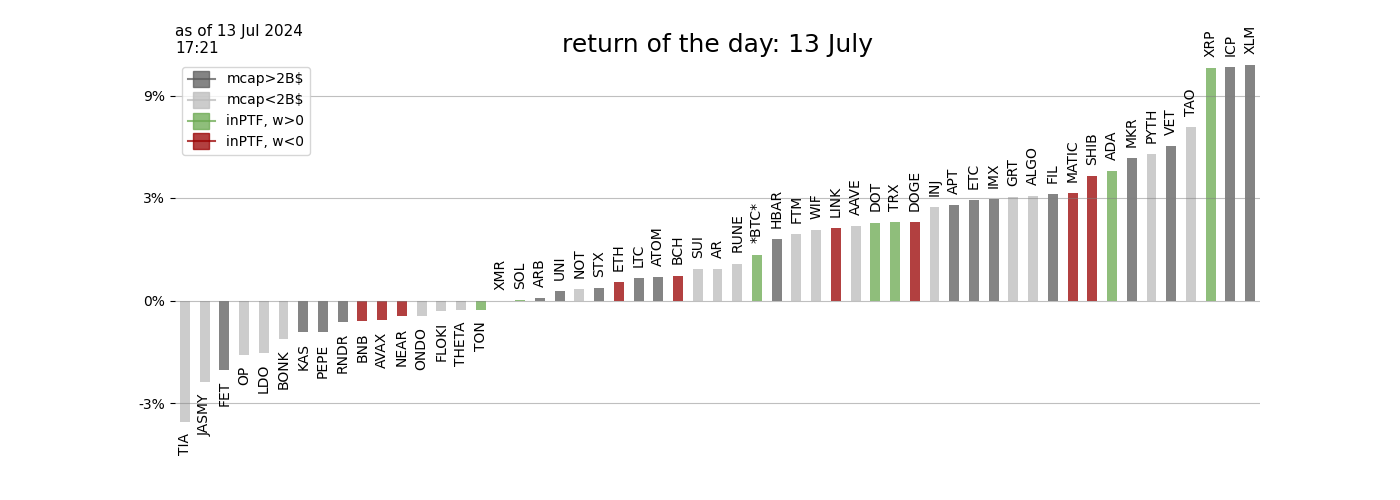 as of 13 Jul 2024
17:21
return of the day: 13 July
mcap>2B$
mcap<2B$
inPTF, w>0
inPTF, w<0
9%
3%
0%
-3%
TIA
JASMY
FET
OP
LDO
BONK
KAS
PEPE
RNDR
BNB
AVAX
NEAR
ONDO
FLOKI
THETA
TON
XMR
SOL
ARB
UNI
NOT
STX
ETH
LTC
ATOM
BCH
SUI
AR
RUNE
*BTC*
HBAR
FTM
WIF
LINK
AAVE
DOT
TRX
DOGE
INJ
APT
ETC
IMX
GRT
ALGO
FIL
MATIC
SHIB
ADA
MKR
PYTH
VET
TAO
XRP
ICP
XLM